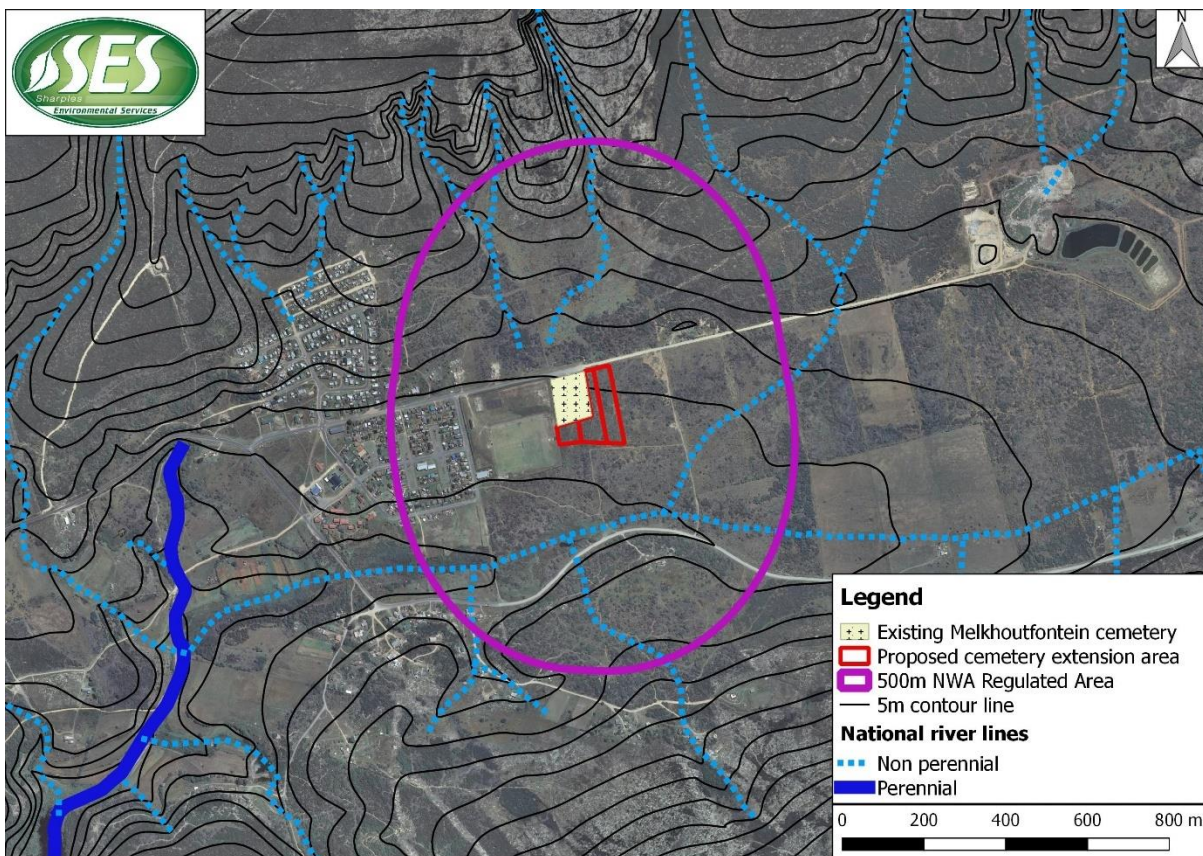 SES
Sharples
Environmental Services
N
Legend
Existing Melkhoutfontein cemetery
Proposed cemetery extension area
500m NWA Regulated Area
5m contour line
National river lines
Non perennial
Perennial
0 200 400 600 800 m